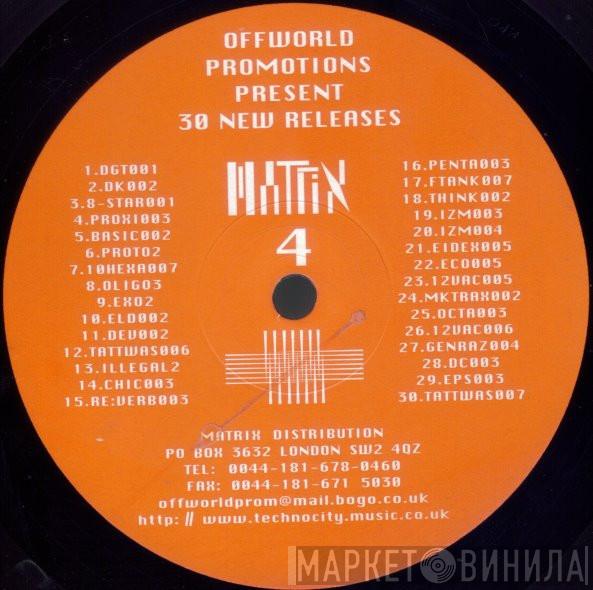 OFFWORLD
PROMOTIONS
PRESENT
30 NEW RELEASES
MATRIX
4
1.DGT001
2.DK002
3.8-STAR001
4.PROXI003
5.BASIC002
6.PROTO2
7.10HEXA007
8.OLIGO3
9.EXO2
10.ELD002
11.DEV002
12.TATTWAS006
13.ILLEGAL2
14.CHIC003
15.RE:VERB003
16.PENTA003
17.FTANK007
18.THINK002
19.IZM003
20.IZM004
21.EIDEX005
22.ECO005
23.12VAC005
24.MKTRAX002
25.OCTA003
26.12VAC006
27.GENRAZ004
28.DC003
29.EPS003
30.TATTWAS007
MATRIX DISTRIBUTION
PO BOX 3632 LONDON SW2 4QZ
TEL: 0044-181-678-0460
FAX: 0044-181-671 5030
offworldprom@mail.bogo.co.uk
http: // www.technocity.music.co.uk
МАРКЕТ ВИНИЛА